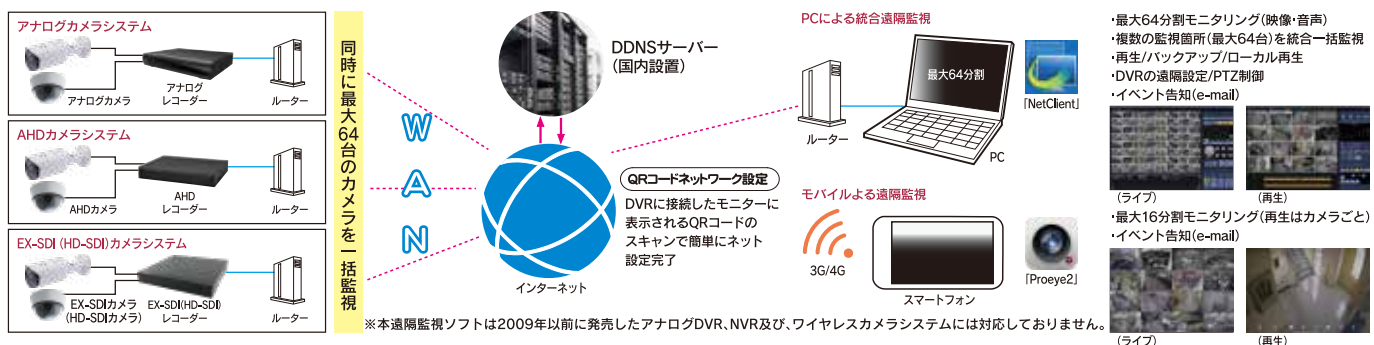 アナログカメラシステム
アナログカメラ
アナログ
レコーダー
ルーター
AHDカメラシステム
AHDカメラ
AHD
レコーダー
ルーター
EX-SDI (HD-SDI)カメラシステム
EX-SDIカメラ
(HD-SDIカメラ)
EX-SDI(HD-SDI)
レコーダー
ルーター
同時に最大64台のカメラを一括監視
WAN
DDNSサーバー
(国内設置)
QRコードネットワーク設定
DVRに接続したモニターに
表示されるQRコードの
スキャンで簡単にネット
設定完了
インターネット
PCによる統合遠隔監視
最大64分割
ルーター
PC
「NetClient」
モバイルよる遠隔監視
3G/4G
スマートフォン
「Proeye2」
・最大64分割モニタリング(映像・音声)
・複数の監視箇所(最大64台)を統合一括監視
・再生/バックアップ/ローカル再生
・DVRの遠隔設定/PTZ制御
・イベント告知(e-mail)
(ライブ)
(再生)
・最大16分割モニタリング(再生はカメラごと)
・イベント告知(e-mail)
(ライブ)
(再生)
※本遠隔監視ソフトは2009年以前に発売したアナログDVR、NVR及び、ワイヤレスカメラシステムには対応しておりません。